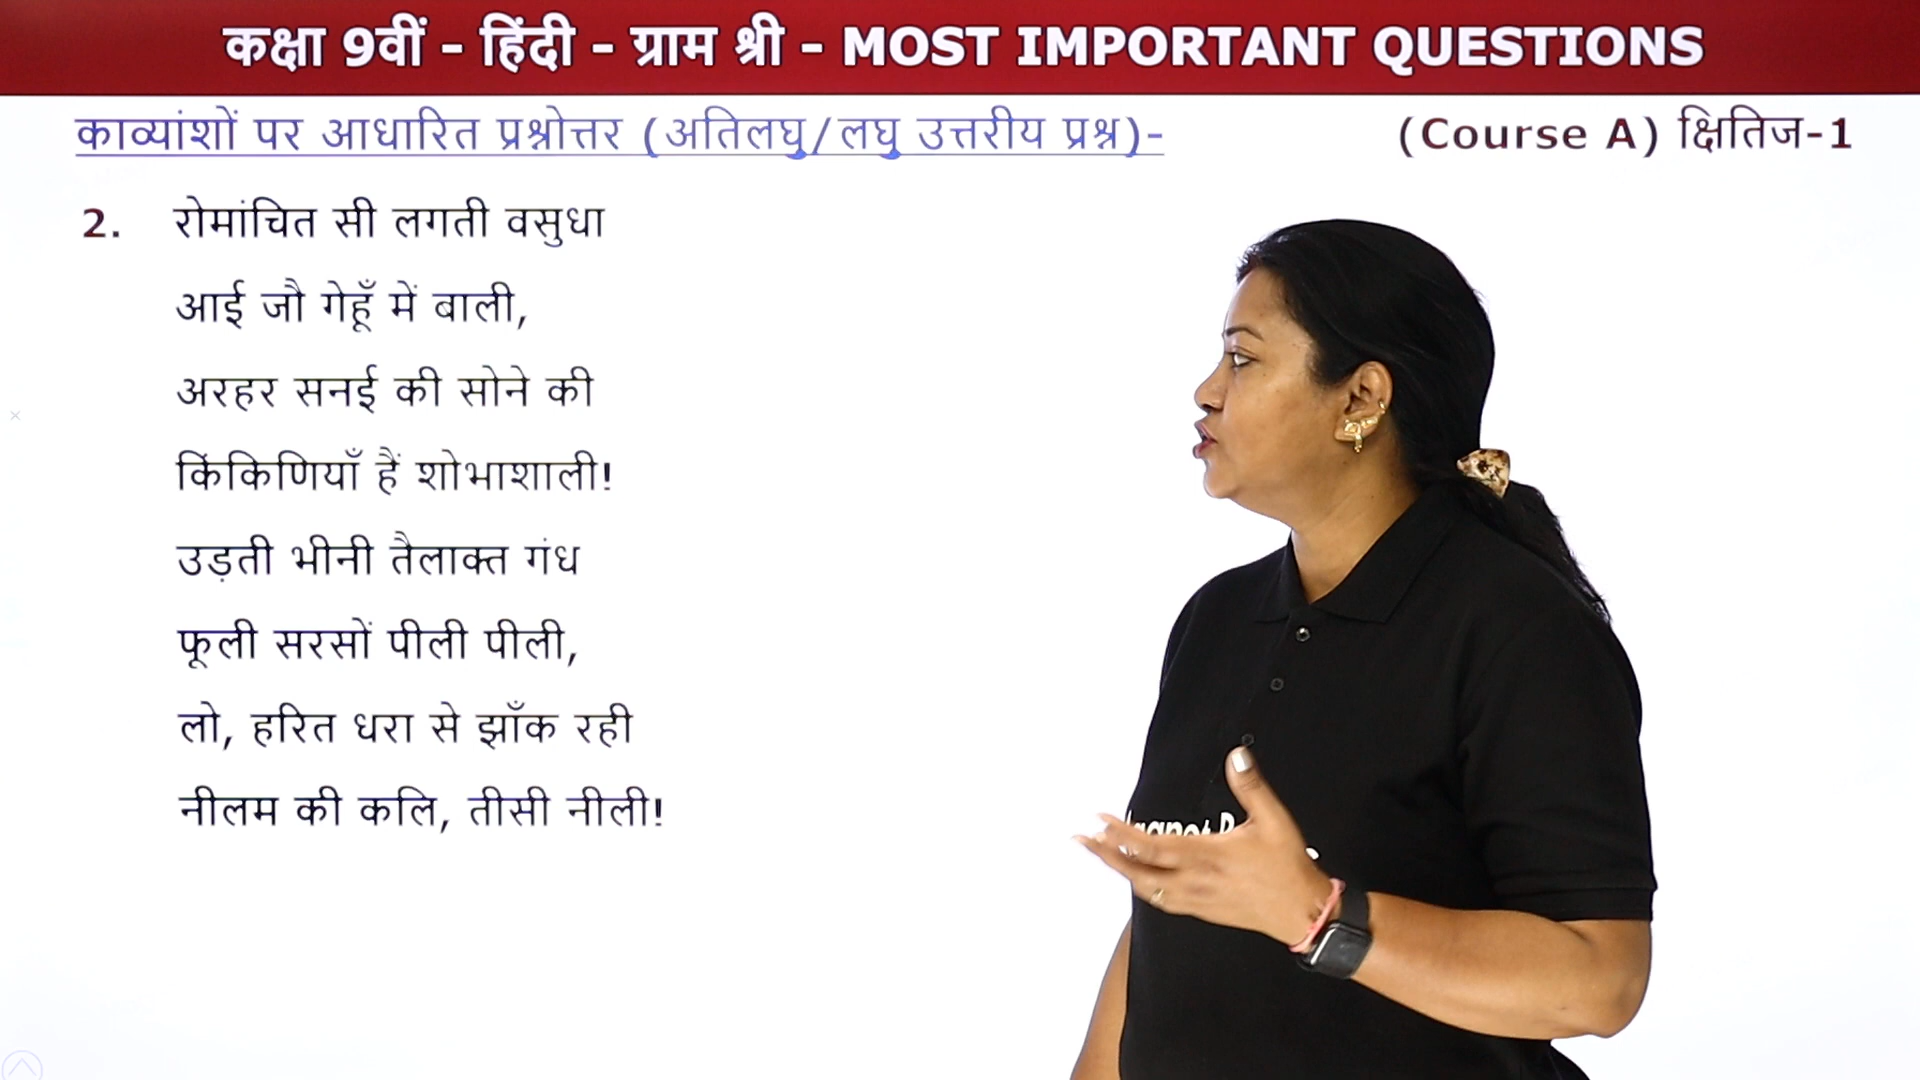 कक्षा 9वीं - हिंदी - ग्राम श्री - MOST IMPORTANT QUESTIONS
काव्यांशों पर आधारित प्रश्नोत्तर (अतिलघु/लघु उत्तरीय प्रश्न)-
(Course A) क्षितिज-1
2. रोमांचित सी लगती वसुधा
आई जौ गेहूँ में बाली,
अरहर सनई की सोने की
किंकिणियाँ हैं शोभाशाली!
उड़ती भीनी तैलाक्त गंध
फूली सरसों पीली पीली,
लो, हरित धरा से झाँक रही
नीलम की कलि, तीसी नीली!